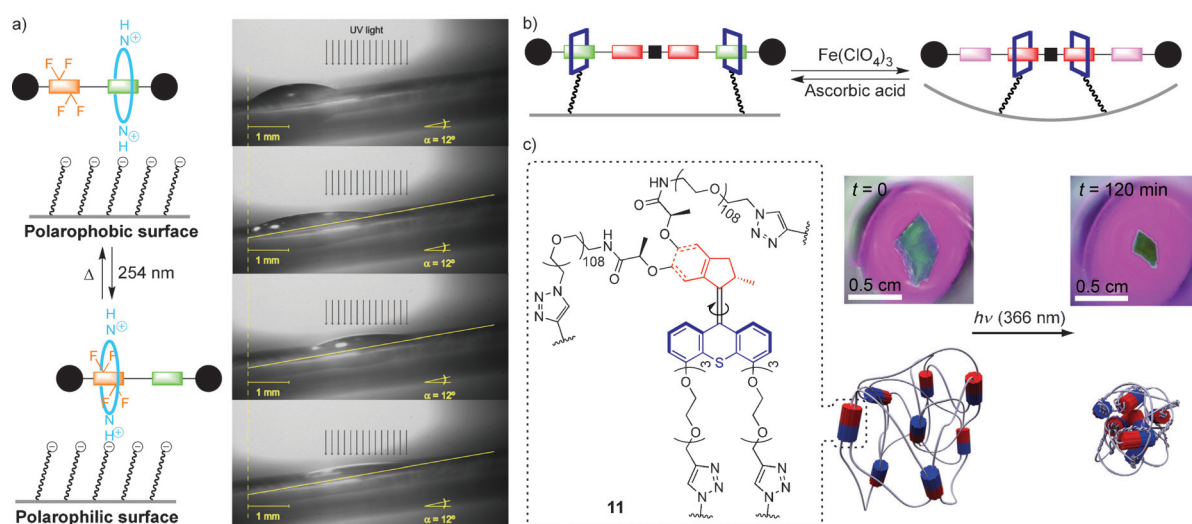 a)
H
N⊕
F
F
F
F
N⊕
H
⊖ ⊖ ⊖ ⊖ ⊖
Polarophobic surface
Δ
254 nm
H
N⊕
F
F
F
F
N⊕
H
⊖ ⊖ ⊖ ⊖ ⊖
Polarophilic surface
UV light
1 mm
α = 12º
1 mm
α = 12º
1 mm
α = 12º
1 mm
α = 12º
b)
Fe(ClO4)3
Ascorbic acid
c)
HN
O
O
108
N
N=N
O
O
108
HN
O
O
N
N=N
S
3
3
O
O
O
O
N
N
N
N
N
N
11
t = 0
0.5 cm
t = 120 min
0.5 cm
hν (366 nm)